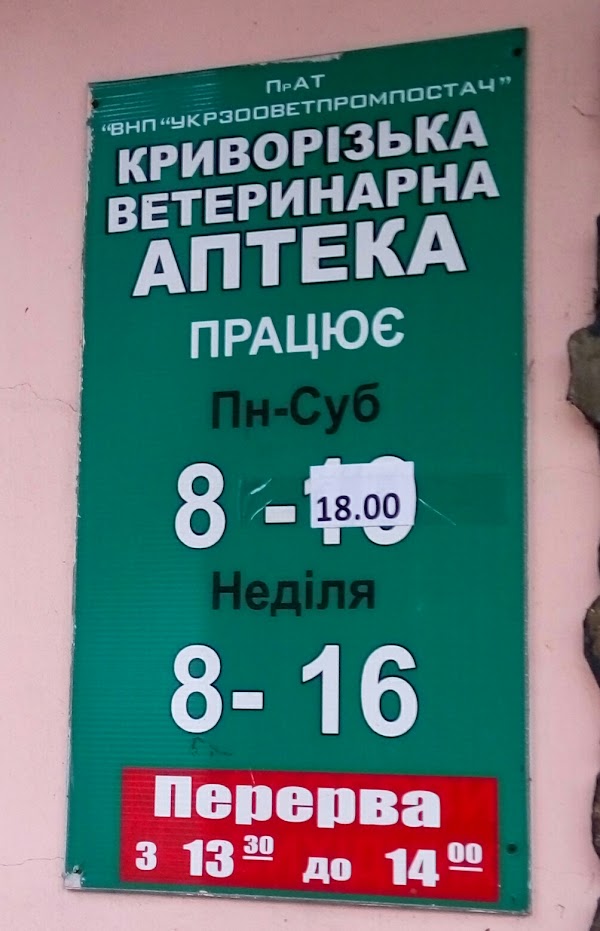 ПрАТ
"ВНП "УКРЗООВЕТПРОМПОСТАЧ"
КРИВОРІЗЬКА
ВЕТЕРИНАРНА
АПТЕКА
ПРАЦЮЄ
Пн-Суб
8 - 18.00
Неділя
8- 16
Перерва
з 13 30 до 14 00